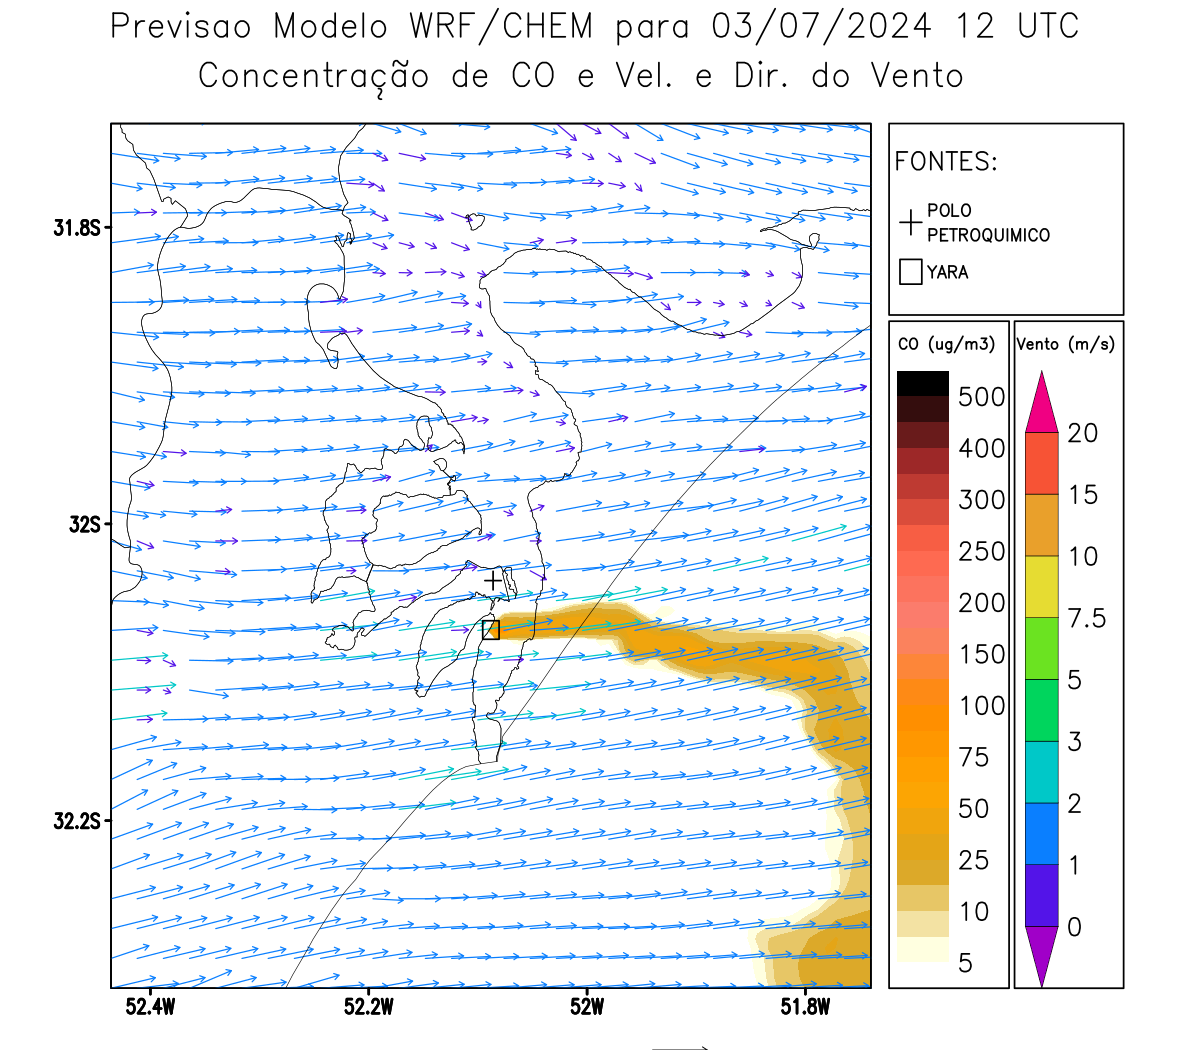 Previsao Modelo WRF/CHEM para 03/07/2024 12 UTC
Concentração de CO e Vel. e Dir. do Vento
FONTES:
POLO
PETROQUIMICO
YARA
CO (ug/m3)
500
400
300
250
200
150
100
75
50
25
10
5
Vento (m/s)
20
15
10
7.5
5
3
2
1
0
31.8S
32S
32.2S
52.4W
52.2W
52W
51.8W